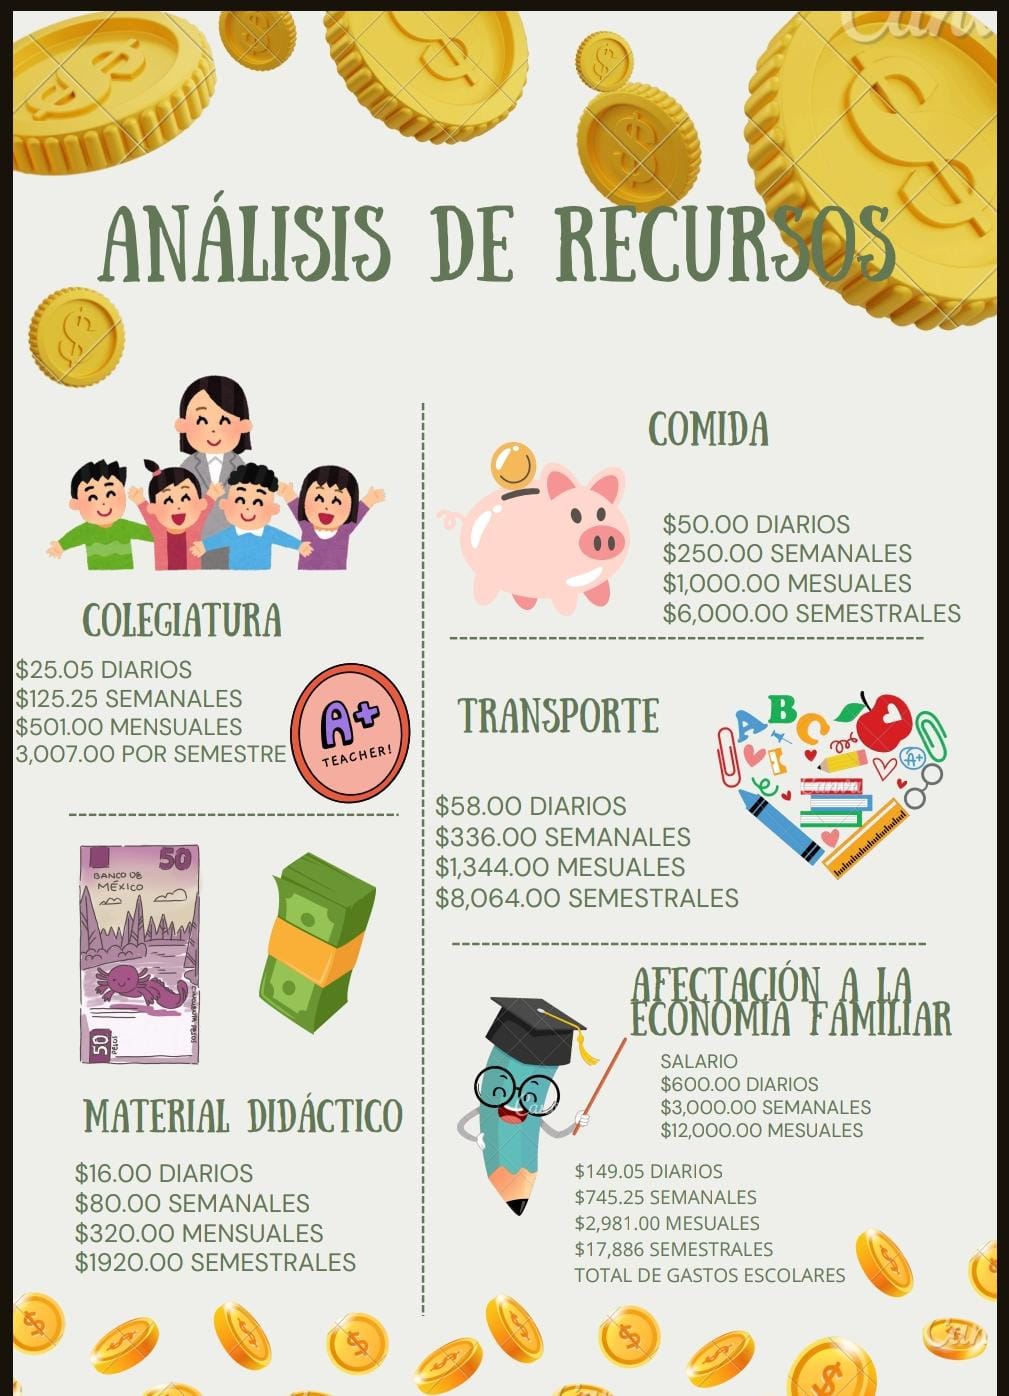 ANÁLISIS DE RECURSOS
COLEGIATURA
$25.05 DIARIOS
$125.25 SEMANALES
$501.00 MENSUALES
3,007.00 POR SEMESTRE
A+
TEACHER!
50
BANCO DE
MÉXICO
50
PESOS
MATERIAL DIDÁCTICO
$16.00 DIARIOS
$80.00 SEMANALES
$320.00 MENSUALES
$1920.00 SEMESTRALES
COMIDA
$50.00 DIARIOS
$250.00 SEMANALES
$1,000.00 MESUALES
$6,000.00 SEMESTRALES
TRANSPORTE
A B C
A+
$58.00 DIARIOS
$336.00 SEMANALES
$1,344.00 MESUALES
$8,064.00 SEMESTRALES
AFECTACIÓN A LA
ECONOMIA FAMILIAR
SALARIO
$600.00 DIARIOS
$3,000.00 SEMANALES
$12,000.00 MESUALES
$149.05 DIARIOS
$745.25 SEMANALES
$2,981.00 MESUALES
$17,886 SEMESTRALES
TOTAL DE GASTOS ESCOLARES